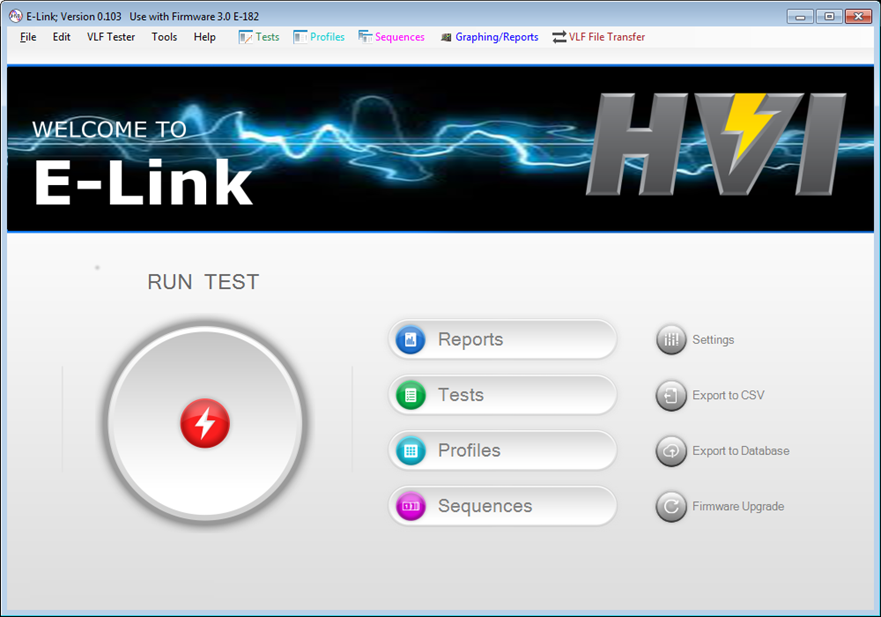 E-Link; Version 0.103 Use with Firmware 3.0 E-182
File Edit VLF Tester Tools Help Tests Profiles Sequences Graphing/Reports VLF File Transfer
WELCOME TO
E-Link
HVI
RUN TEST
Reports
Settings
Tests
Export to CSV
Profiles
Export to Database
Sequences
Firmware Upgrade